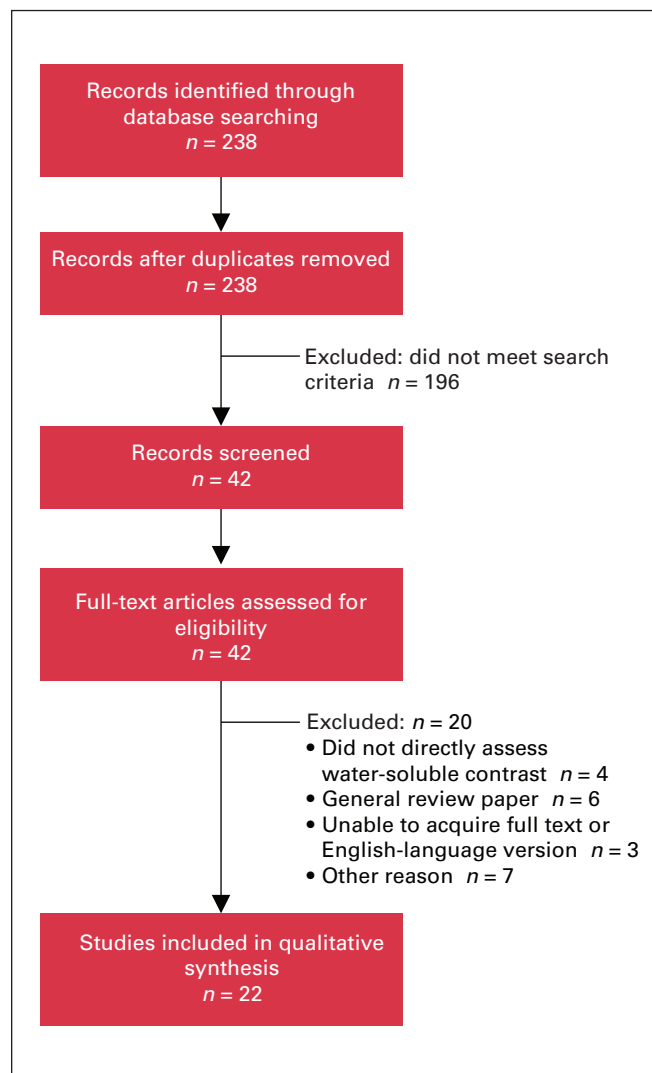 Records identified through
database searching
n = 238
Records after duplicates removed
n = 238
Excluded: did not meet search
criteria n = 196
Records screened
n = 42
Full-text articles assessed for
eligibility
n = 42
Excluded: n = 20
• Did not directly assess
water-soluble contrast n = 4
• General review paper n = 6
• Unable to acquire full text or
English-language version n = 3
• Other reason n = 7
Studies included in qualitative
synthesis
n = 22